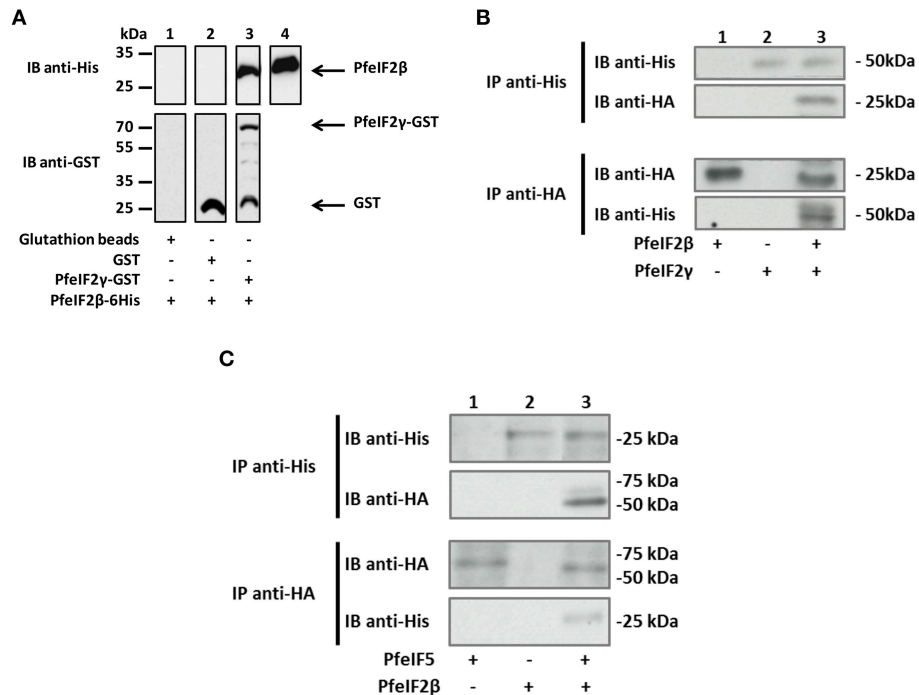 A
kDa 1 2 3 4
IB anti-His
35
25
PfeIF2β
IB anti-GST
70
55
35
25
PfeIF2γ-GST
GST
Glutathion beads + - -
GST - + -
PfeIF2γ-GST - - +
PfeIF2β-6His + + +
B
1 2 3
IP anti-His
IB anti-His - 50kDa
IB anti-HA - 25kDa
IP anti-HA
IB anti-HA - 25kDa
IB anti-His - 50kDa
PfeIF2β + - +
PfeIF2γ - + +
C
1 2 3
IP anti-His
IB anti-His -25 kDa
IB anti-HA -75 kDa
-50 kDa
IP anti-HA
IB anti-HA -75 kDa
-50 kDa
IB anti-His -25 kDa
PfeIF5 + - +
PfeIF2β - + +